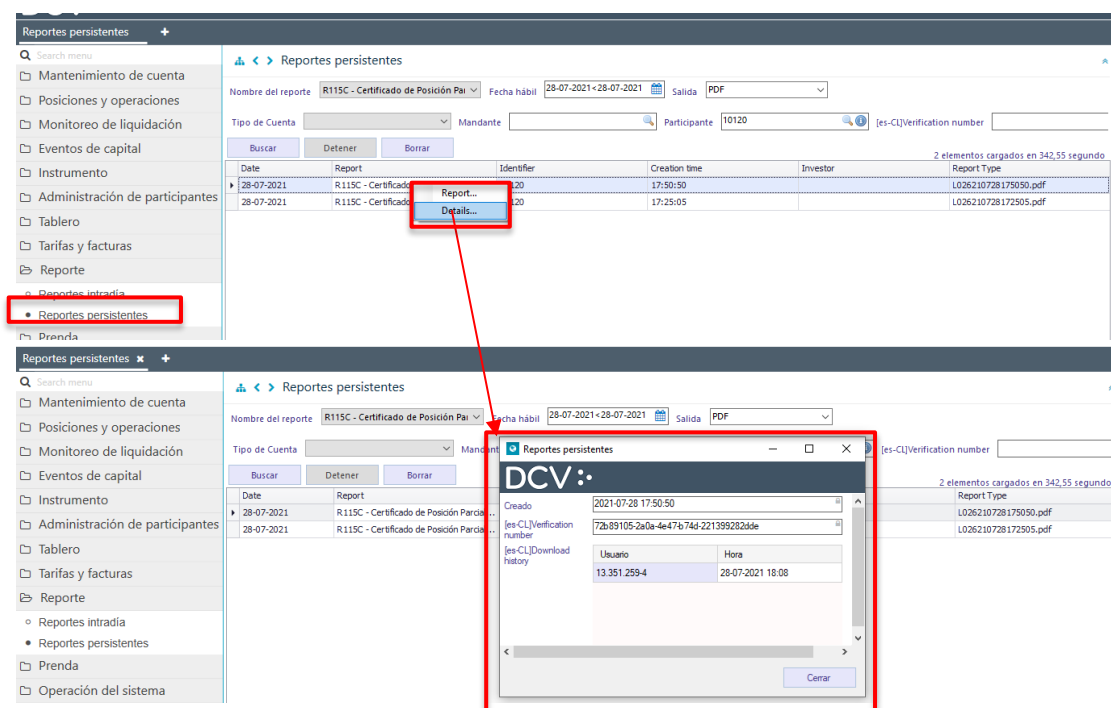 DCV
Reportes persistentes +
Search menu
Mantenimiento de cuenta
Posiciones y operaciones
Monitoreo de liquidación
Eventos de capital
Instrumento
Administración de participantes
Tablero
Tarifas y facturas
Reporte
Reportes intradía
Reportes persistentes
Prenda
Reportes persistentes
Nombre del reporte R115C - Certificado de Posición Par Fecha hábil 28-07-2021<28-07-2021 Salida PDF
Tipo de Cuenta Mandante Participante 10120 [es-CL]Verification number
Buscar Detener Borrar
2 elementos cargados en 342,55 segundo
Date Report Identifier Creation time Investor Report Type
28-07-2021 R115C - Certificado 20 17:50:50 L026210728175050.pdf
28-07-2021 R115C - Certificado 120 17:25:05 L026210728172505.pdf
Report...
Details...
Reportes persistentes × +
Search menu
Mantenimiento de cuenta
Posiciones y operaciones
Monitoreo de liquidación
Eventos de capital
Instrumento
Administración de participantes
Tablero
Tarifas y facturas
Reporte
Reportes intradía
Reportes persistentes
Prenda
Operación del sistema
Reportes persistentes
Nombre del reporte R115C - Certificado de Posición Par Fecha hábil 28-07-2021<28-07-2021 Salida PDF
Tipo de Cuenta Mandant [es-CL]Verification number
Buscar Detener Borrar
2 elementos cargados en 342,55 segundo
Date Report Report Type
28-07-2021 R115C - Certificado de Posición Parcia... L026210728175050.pdf
28-07-2021 R115C - Certificado de Posición Parcia... L026210728172505.pdf
Reportes persistentes
DCV
Creado 2021-07-28 17:50:50
[es-CL]Verification number 72b89105-2a0a-4e47-b74d-221399282dde
[es-CL]Download history
Usuario Hora
13.351.259-4 28-07-2021 18:08
Cerrar